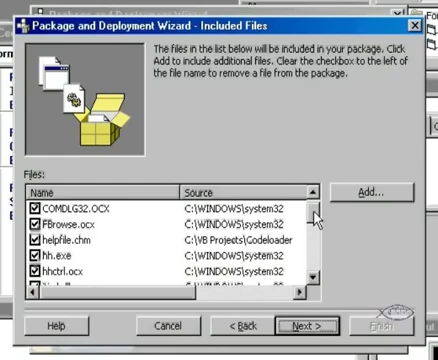 Package and Deployment Wizard - Included Files
The files in the list below will be included in your package. Click
Add to include additional files. Clear the checkbox to the left of
the file name to remove a file from the package.
Files:
Name Source
COMDLG32.OCX C:\WINDOWS\system32
FBrowse.ocx C:\WINDOWS\system32
helpfile.chm C:\VB Projects\Codeloader
hh.exe C:\WINDOWS\system32
hhctrl.ocx C:\WINDOWS\system32
Add...
Help Cancel < Back Next > Finish